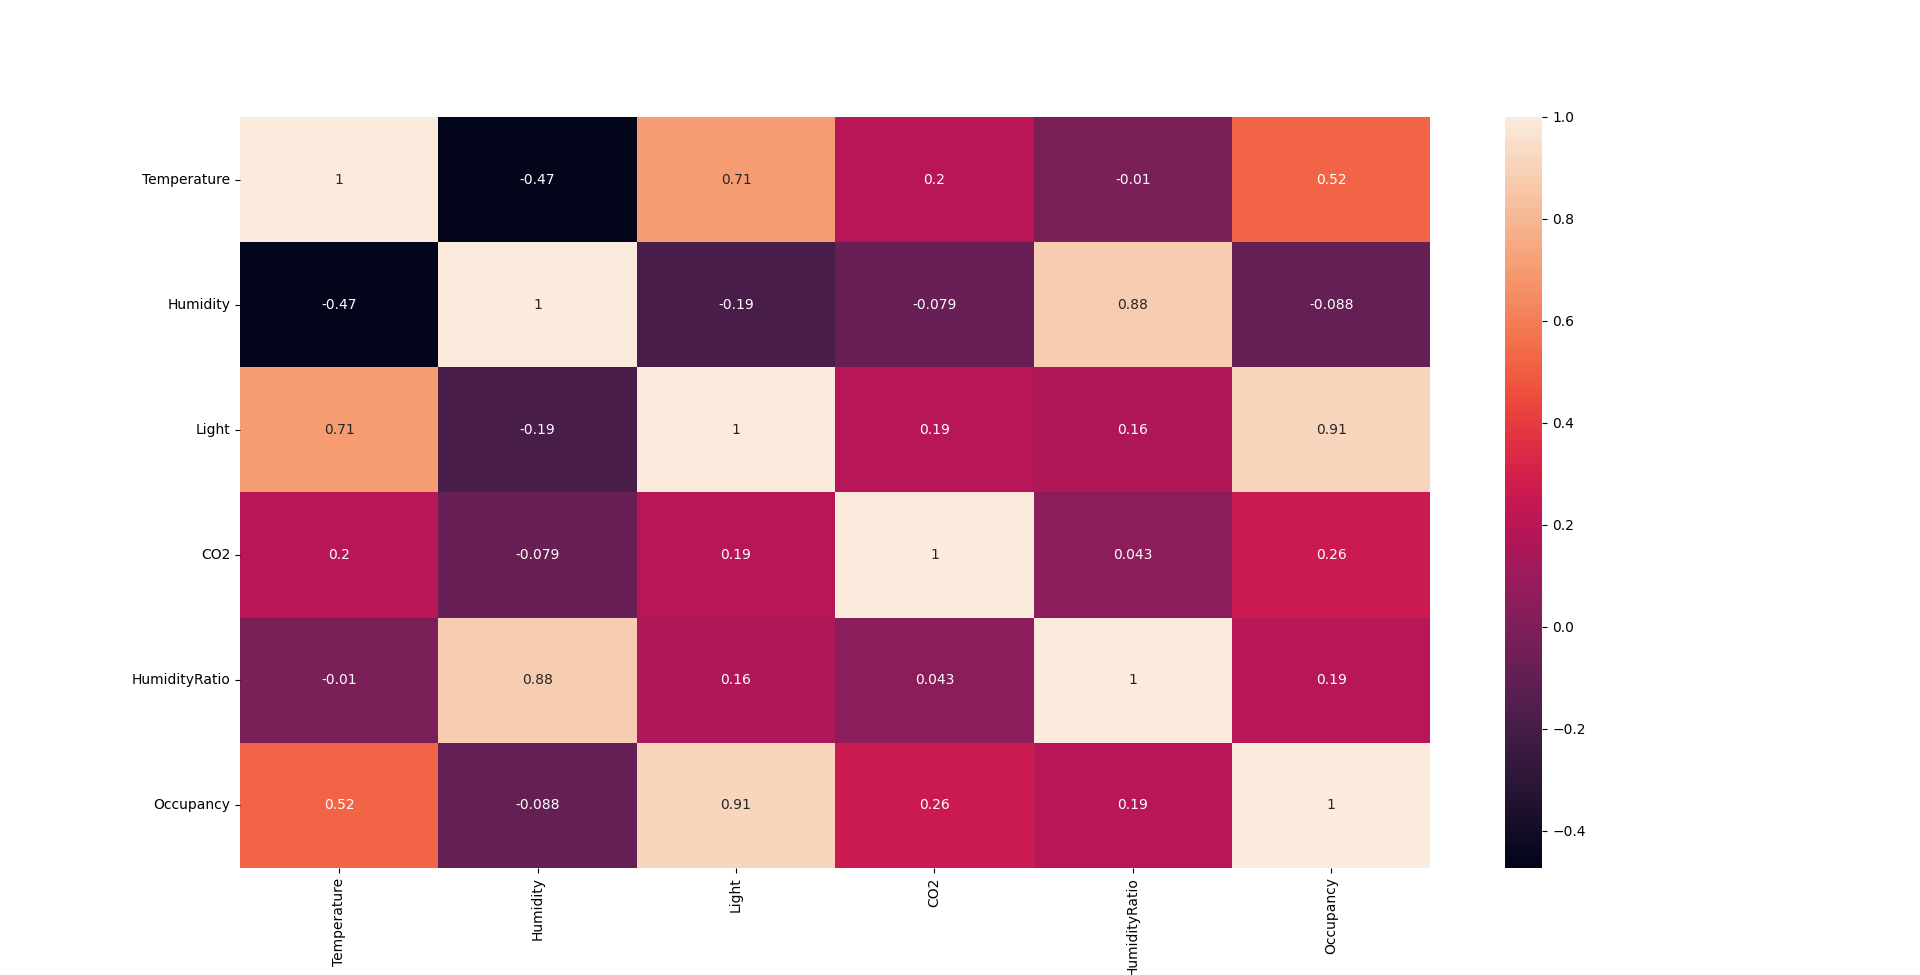 Temperature 1 -0.47 0.71 0.2 -0.01 0.52
Humidity -0.47 1 -0.19 -0.079 0.88 -0.088
Light 0.71 -0.19 1 0.19 0.16 0.91
CO2 0.2 -0.079 0.19 1 0.043 0.26
HumidityRatio -0.01 0.88 0.16 0.043 1 0.19
Occupancy 0.52 -0.088 0.91 0.26 0.19 1
Temperature
Humidity
Light
CO2
HumidityRatio
Occupancy
1.0
0.8
0.6
0.4
0.2
0.0
−0.2
−0.4